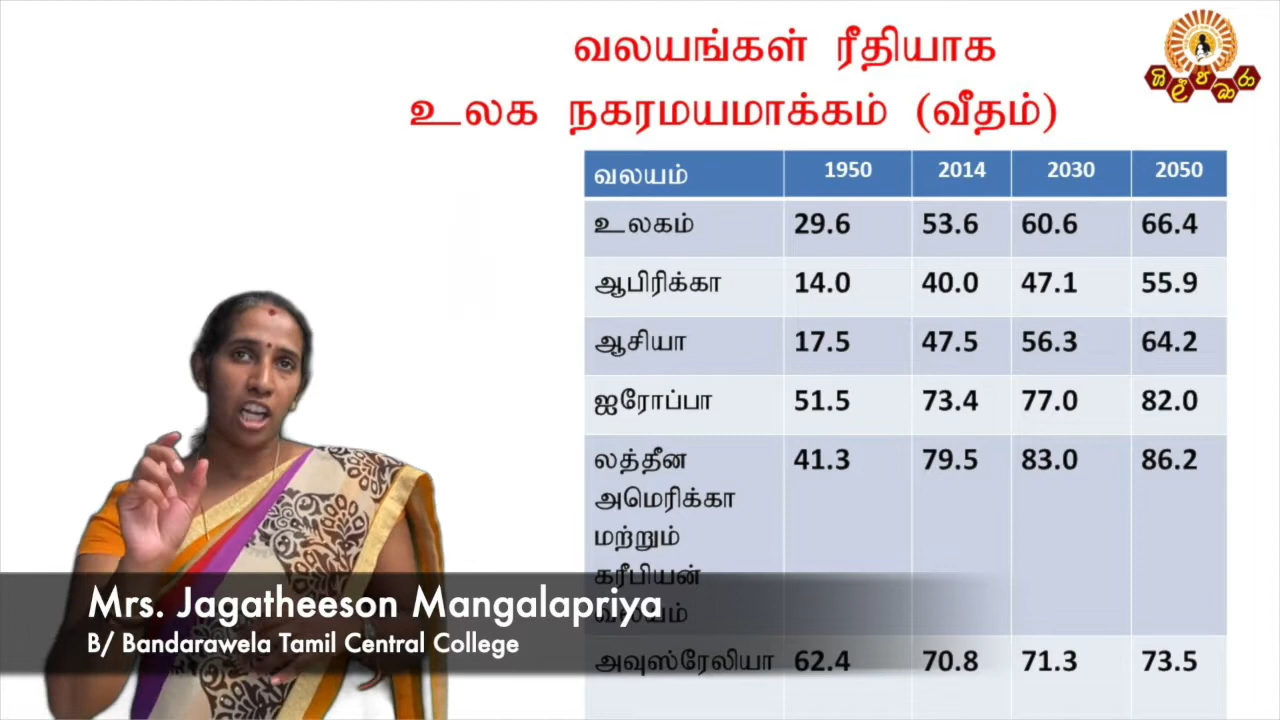 வலயங்கள் ரீதியாக
உலக நகரமயமாக்கம் (வீதம்)
வலயம் 1950 2014 2030 2050
உலகம் 29.6 53.6 60.6 66.4
ஆபிரிக்கா 14.0 40.0 47.1 55.9
ஆசியா 17.5 47.5 56.3 64.2
ஐரோப்பா 51.5 73.4 77.0 82.0
லத்தீன 41.3 79.5 83.0 86.2
அமெரிக்கா
மற்றும்
கரீபியன்
வலயம்
அவுஸ்ரேலியா 62.4 70.8 71.3 73.5
Mrs. Jagatheeson Mangalapriya
B/ Bandarawela Tamil Central College